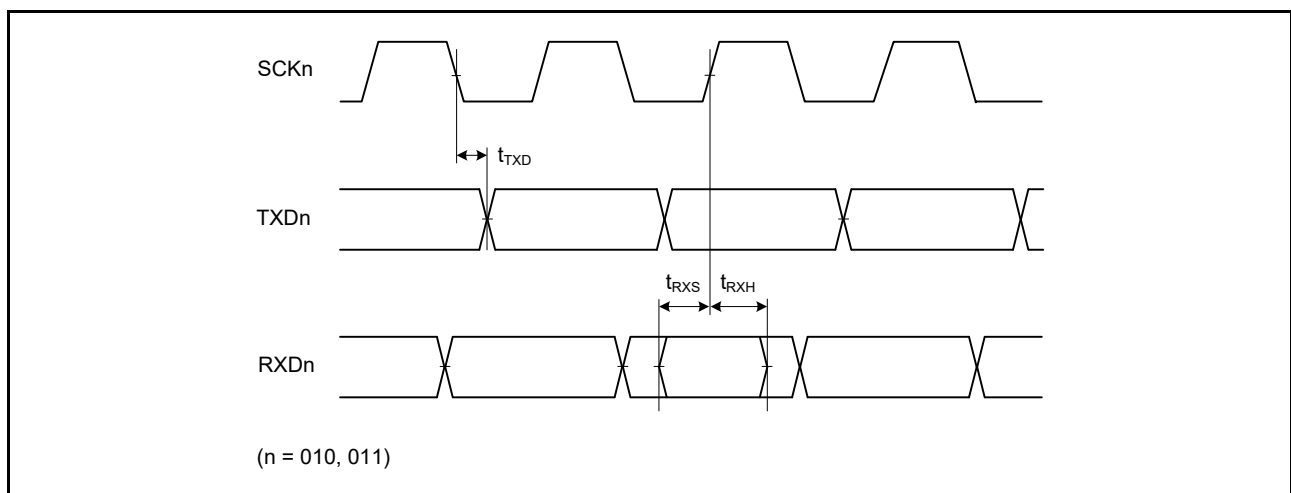 SCKn
tTXD
TXDn
tRXS tRXH
RXDn
(n = 010, 011)